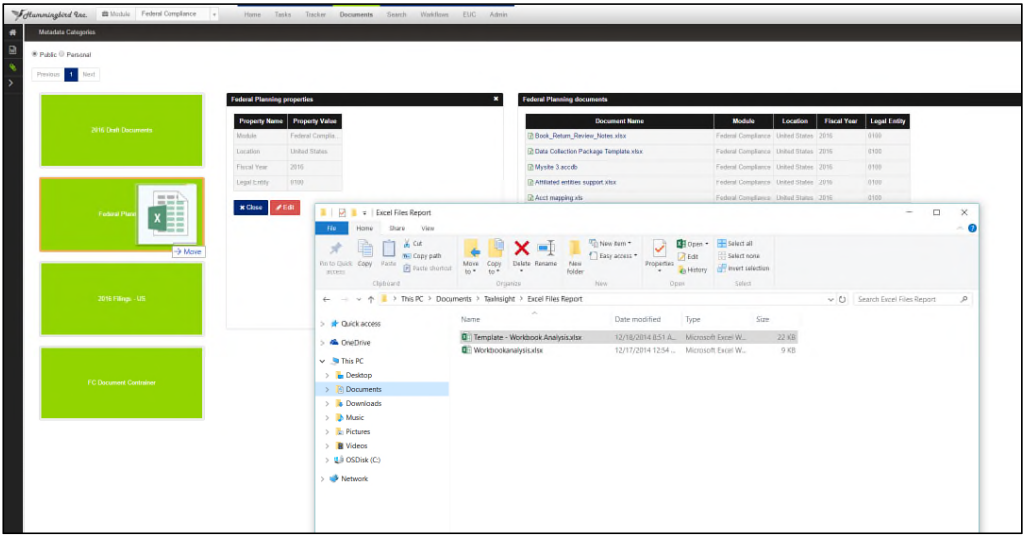 Hummingbird Inc. Module Federal Compliance Home Tasks Tracker Documents Search Workflows EUC Admin
Metadata Categories
Public Personal
Previous 1 Next
2016 Draft Documents
Federal Plann
Move
2016 Filings - US
FC Document Container
Federal Planning properties
Property Name Property Value
Module Federal Complia...
Location United States
Fiscal Year 2016
Legal Entity 0100
Close Edit
Federal Planning documents
Document Name Module Location Fiscal Year Legal Entity
Book_Return_Review_Notes.xlsx Federal Compliance United States 2016 0100
Data Collection Package Template.xlsx Federal Compliance United States 2016 0100
Mysite 3.accdb Federal Compliance United States 2016 0100
Affiliated entities support.xlsx Federal Compliance United States 2016 0100
Acct mapping.xls Federal Compliance United States 2016 0100
Excel Files Report
File Home Share View
Pin to Quick access
Copy
Paste
Cut
Copy path
Paste shortcut
Clipboard
Move to
Copy to
Delete
Rename
Organize
New folder
New item
Easy access
New
Properties
Open
Edit
History
Open
Select all
Select none
Invert selection
Select
This PC > Documents > TaxInsight > Excel Files Report
Search Excel Files Report
Name Date modified Type Size
Template - Workbook Analysis.xlsx 12/18/2014 8:51 A... Microsoft Excel W... 22 KB
Workbookanalysis.xlsx 12/17/2014 12:54 ... Microsoft Excel W... 9 KB
Quick access
OneDrive
This PC
Desktop
Documents
Downloads
Music
Pictures
Videos
OSDisk (C:)
Network